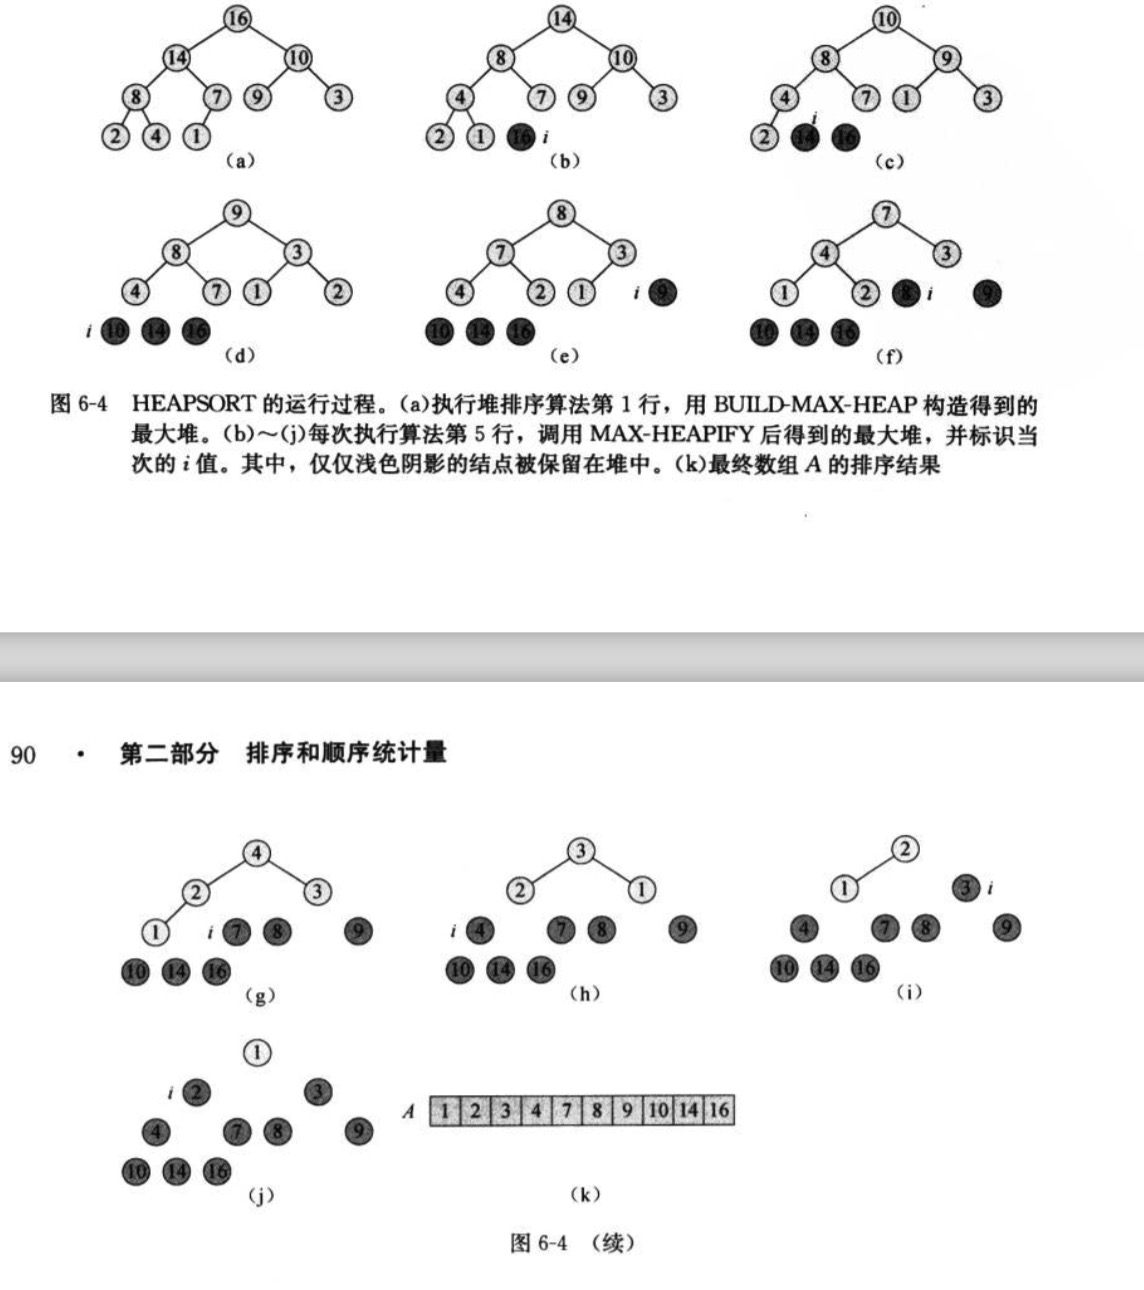 16
14 10
8 7 9 3
2 4 1
(a)
14
8 10
4 7 9 3
2 1 16 i
(b)
10
8 9
4 7 1 3
i
2 14 16
(c)
9
8 3
4 7 1 2
i 10 14 16
(d)
8
7 3
4 2 1 i 9
10 14 16
(e)
7
4 3
1 2 8 i 9
10 14 16
(f)
图 6-4 HEAPSORT 的运行过程。(a)执行堆排序算法第 1 行，用 BUILD-MAX-HEAP 构造得到的
最大堆。(b)～(j)每次执行算法第 5 行，调用 MAX-HEAPIFY 后得到的最大堆，并标识当
次的 i 值。其中，仅仅浅色阴影的结点被保留在堆中。(k)最终数组 A 的排序结果
90 · 第二部分 排序和顺序统计量
4
2 3
1 i 7 8 9
10 14 16
(g)
3
2 1
i 4 7 8 9
10 14 16
(h)
2
1 3 i
4 7 8 9
10 14 16
(i)
1
i 2 3
4 7 8 9
10 14 16
(j)
A 1 2 3 4 7 8 9 10 14 16
(k)
图 6-4 （续）